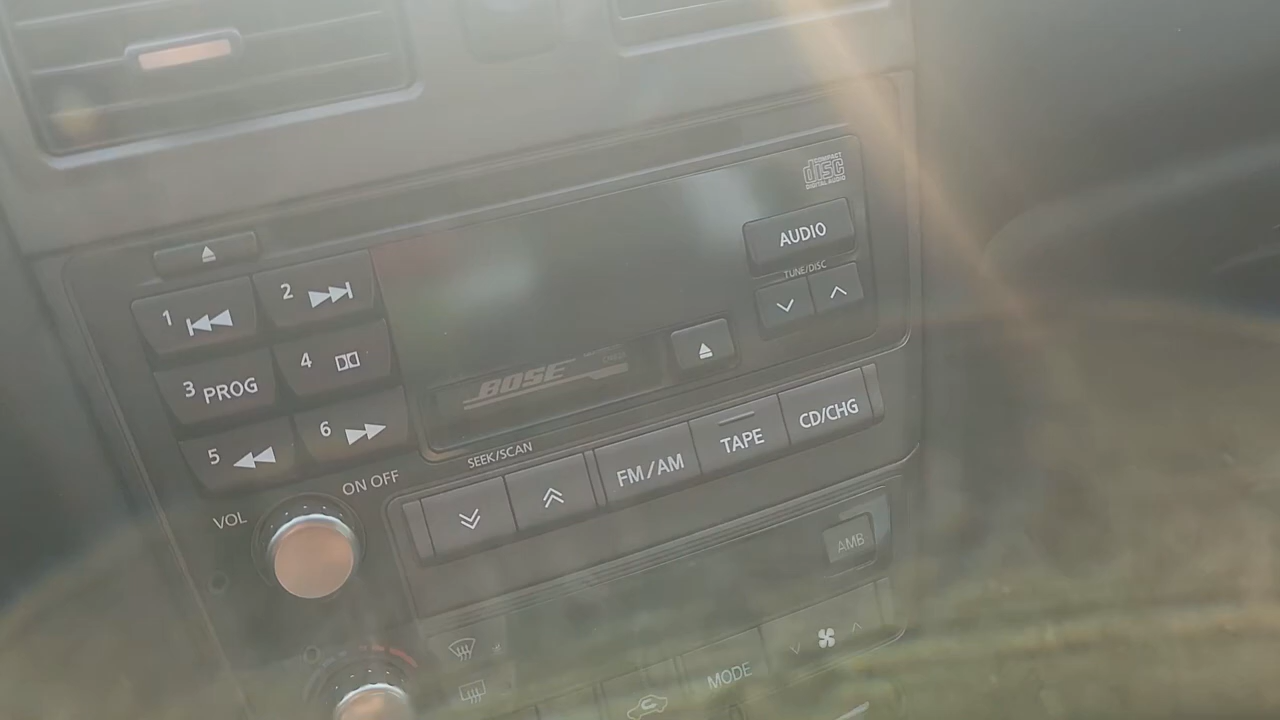 COMPACT
disc
DIGITAL AUDIO
AUDIO
TUNE/DISC
1
2
3 PROG
4
5
6
BOSE
SEEK/SCAN
FM/AM
TAPE
CD/CHG
ON OFF
VOL
AMB
MODE